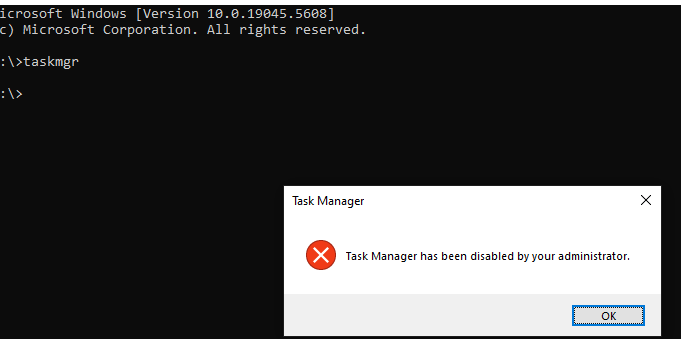 icrosoft Windows [Version 10.0.19045.5608]
c) Microsoft Corporation. All rights reserved.
:\>taskmgr
:\>
Task Manager
Task Manager has been disabled by your administrator.
OK